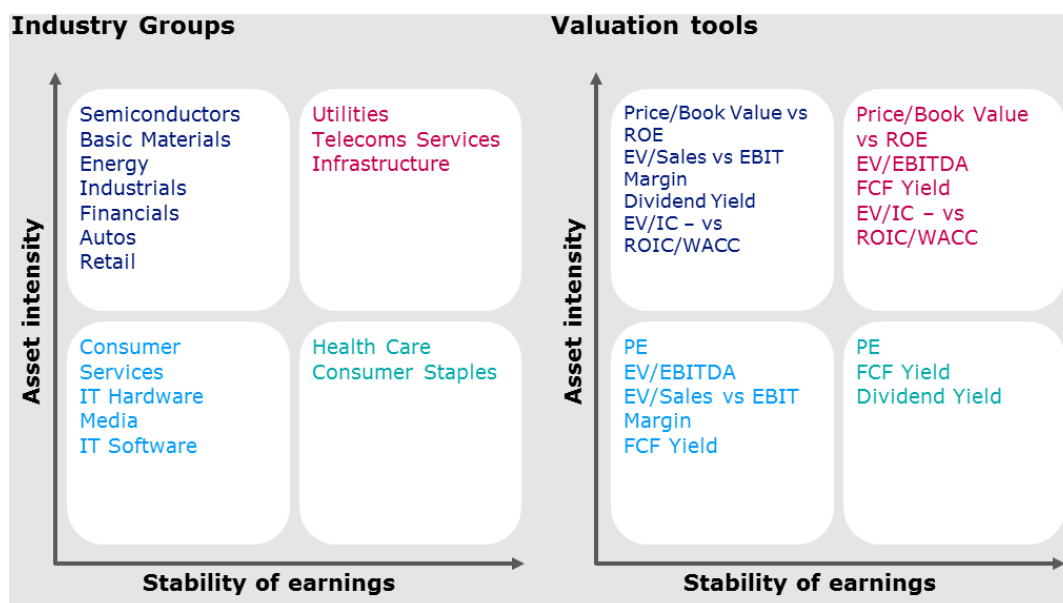 Industry Groups
Asset intensity
Semiconductors
Basic Materials
Energy
Industrials
Financials
Autos
Retail
Utilities
Telecoms Services
Infrastructure
Consumer
Services
IT Hardware
Media
IT Software
Health Care
Consumer Staples
Stability of earnings
Valuation tools
Asset intensity
Price/Book Value vs
ROE
EV/Sales vs EBIT
Margin
Dividend Yield
EV/IC – vs
ROIC/WACC
Price/Book Value
vs ROE
EV/EBITDA
FCF Yield
EV/IC – vs
ROIC/WACC
PE
EV/EBITDA
EV/Sales vs EBIT
Margin
FCF Yield
PE
FCF Yield
Dividend Yield
Stability of earnings